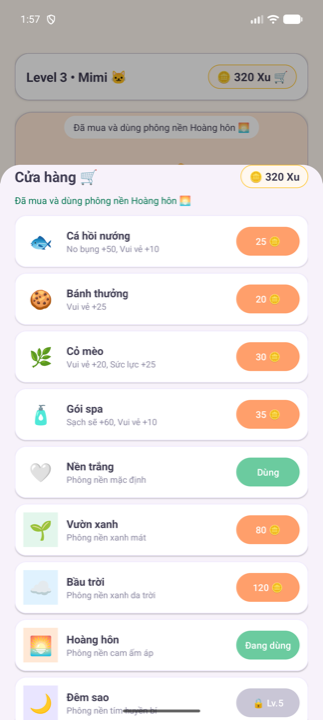 1:57
Level 3 • Mimi
320 Xu
Đã mua và dùng phông nền Hoàng hôn
Cửa hàng
320 Xu
Đã mua và dùng phông nền Hoàng hôn
Cá hồi nướng
No bụng +50, Vui vẻ +10
25
Bánh thưởng
Vui vẻ +25
20
Cỏ mèo
Vui vẻ +20, Sức lực +25
30
Gói spa
Sạch sẽ +60, Vui vẻ +10
35
Nền trắng
Phông nền mặc định
Dùng
Vườn xanh
Phông nền xanh mát
80
Bầu trời
Phông nền xanh da trời
120
Hoàng hôn
Phông nền cam ấm áp
Đang dùng
Đêm sao
Phông nền tím huyền bí
Lv.5